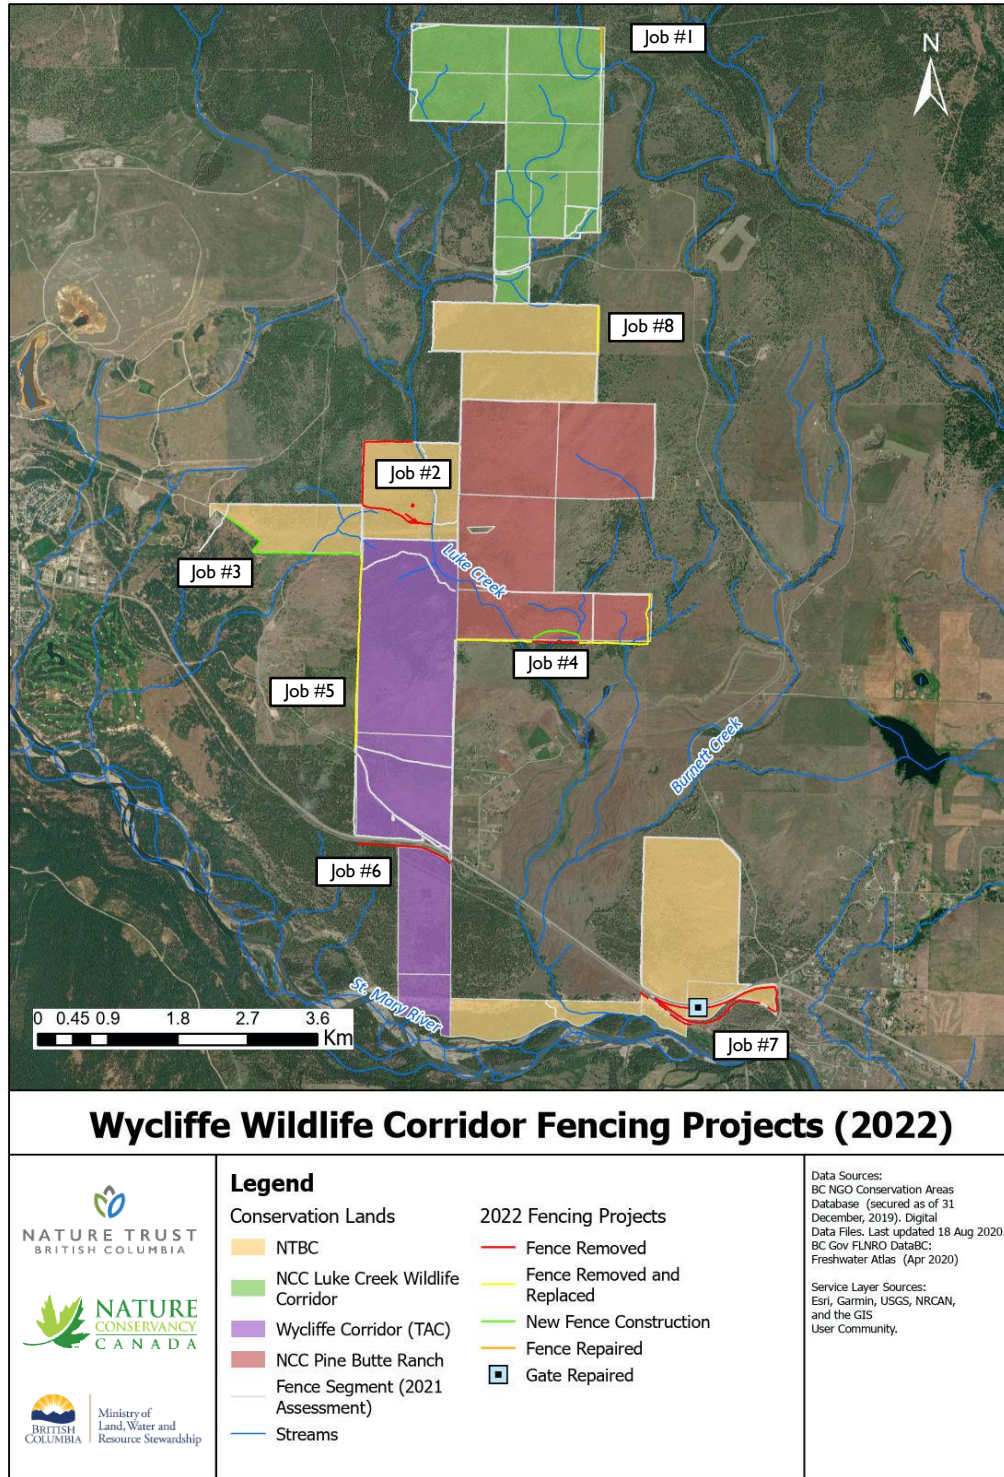 Job #1
N
Job #8
Job #2
Job #3
Luke Creek
Job #4
Job #5
Burnett Creek
Job #6
St. Mary River
0 0.45 0.9 1.8 2.7 3.6
Km
Job #7
Wycliffe Wildlife Corridor Fencing Projects (2022)
NATURE TRUST
BRITISH COLUMBIA
NATURE
CONSERVANCY
CANADA
BRITISH
COLUMBIA
Ministry of
Land, Water and
Resource Stewardship
Legend
Conservation Lands
NTBC
NCC Luke Creek Wildlife
Corridor
Wycliffe Corridor (TAC)
NCC Pine Butte Ranch
Fence Segment (2021
Assessment)
Streams
2022 Fencing Projects
Fence Removed
Fence Removed and
Replaced
New Fence Construction
Fence Repaired
Gate Repaired
Data Sources:
BC NGO Conservation Areas
Database (secured as of 31
December, 2019). Digital
Data Files. Last updated 18 Aug 2020.
BC Gov FLNRO DataBC:
Freshwater Atlas (Apr 2020)
Service Layer Sources:
Esri, Garmin, USGS, NRCAN,
and the GIS
User Community.